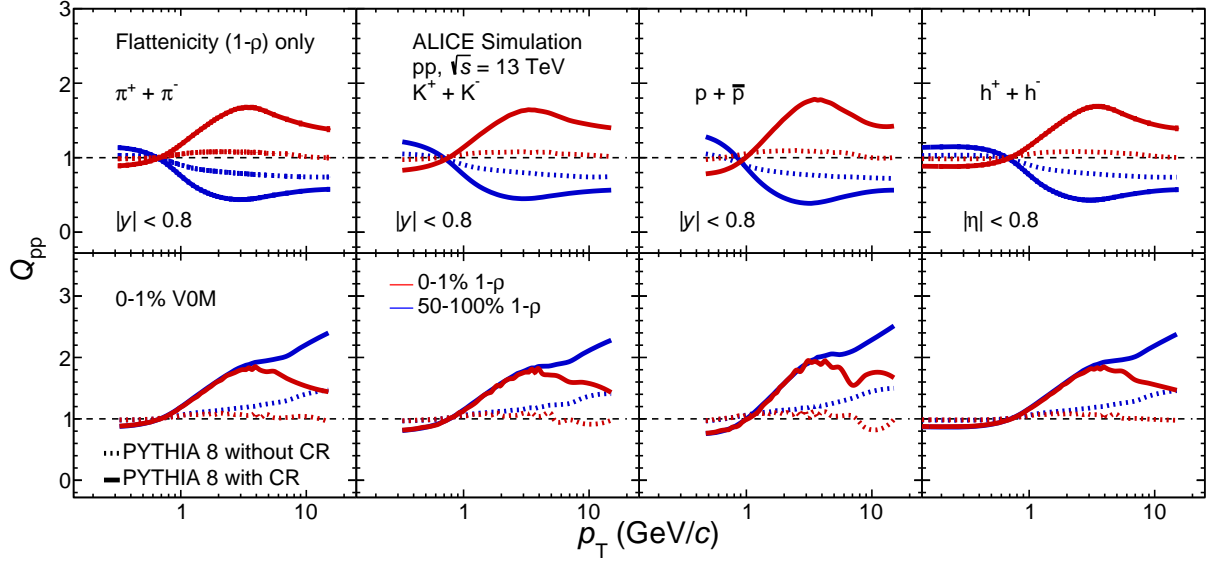 3
2
1
0
Flattenicity (1-ρ) only
π⁺ + π⁻
|y| < 0.8
ALICE Simulation
pp, √s = 13 TeV
K⁺ + K⁻
|y| < 0.8
p + p̅
|y| < 0.8
h⁺ + h⁻
|η| < 0.8
Q_pp
3
2
1
0
0-1% V0M
PYTHIA 8 without CR
PYTHIA 8 with CR
0-1% 1-ρ
50-100% 1-ρ
1 10 1 10 1 10 1 10
p_T (GeV/c)